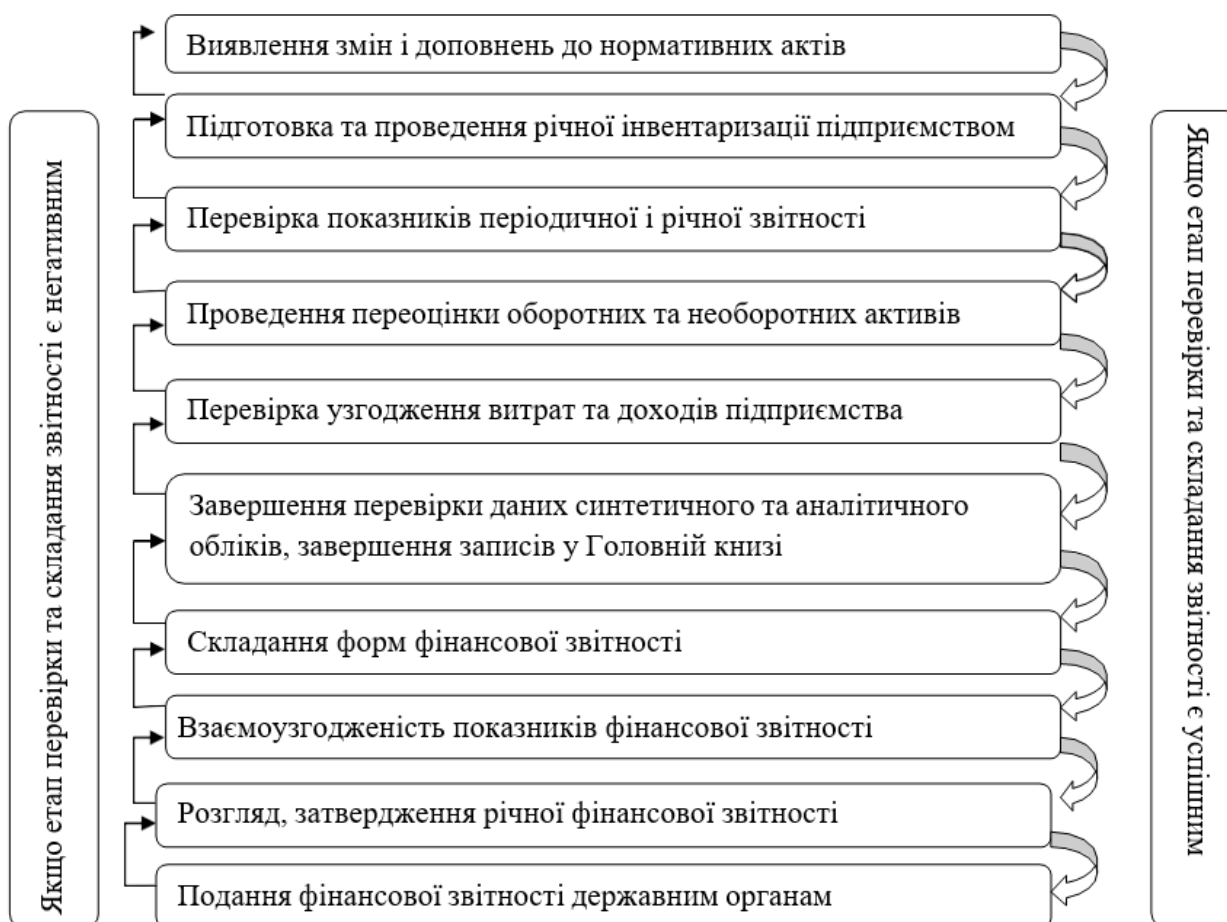 Якщо етап перевірки та складання звітності є негативним
Виявлення змін і доповнень до нормативних актів
Підготовка та проведення річної інвентаризації підприємством
Перевірка показників періодичної і річної звітності
Проведення переоцінки оборотних та необоротних активів
Перевірка узгодження витрат та доходів підприємства
Завершення перевірки даних синтетичного та аналітичного
обліків, завершення записів у Головній книзі
Складання форм фінансової звітності
Взаємоузгодженість показників фінансової звітності
Розгляд, затвердження річної фінансової звітності
Подання фінансової звітності державним органам
Якщо етап перевірки та складання звітності є успішним